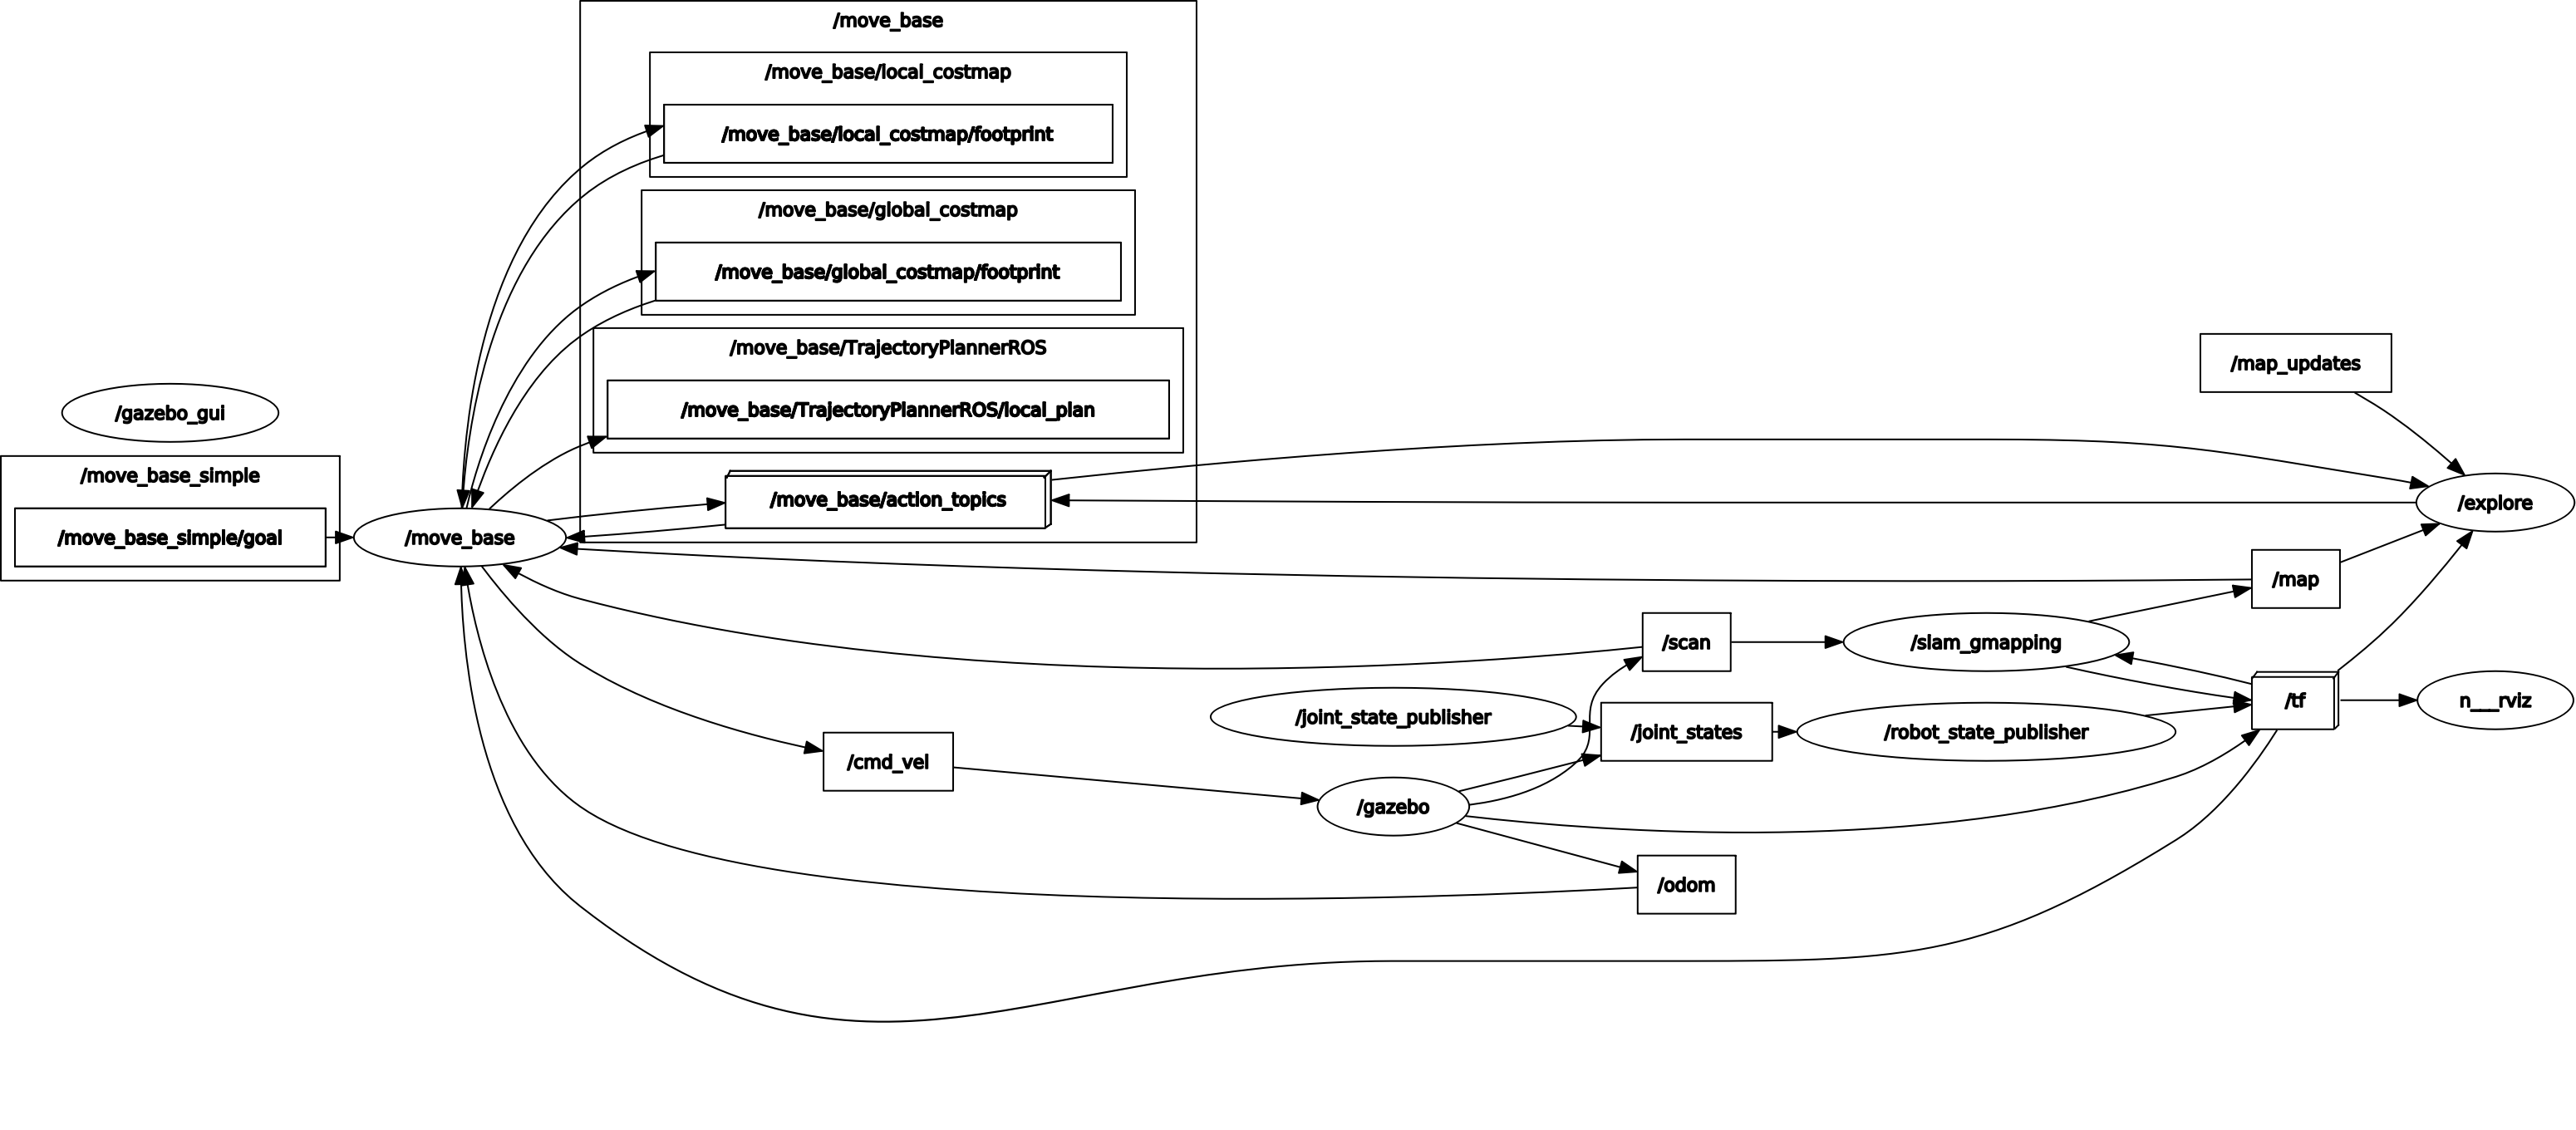 /move_base
/move_base/local_costmap
/move_base/local_costmap/footprint
/move_base/global_costmap
/move_base/global_costmap/footprint
/move_base/TrajectoryPlannerROS
/move_base/TrajectoryPlannerROS/local_plan
/move_base/action_topics
/gazebo_gui
/move_base_simple
/move_base_simple/goal
/move_base
/map_updates
/explore
/map
/scan
/slam_gmapping
/joint_state_publisher
/joint_states
/robot_state_publisher
/tf
n___rviz
/cmd_vel
/gazebo
/odom